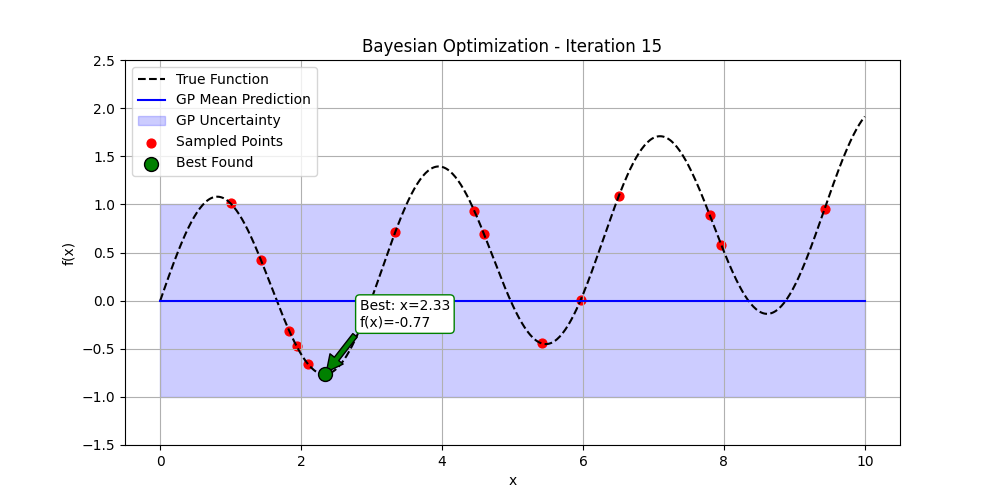 Bayesian Optimization - Iteration 15
2.5
2.0
1.5
1.0
0.5
0.0
−0.5
−1.0
−1.5
f(x)
True Function
GP Mean Prediction
GP Uncertainty
Sampled Points
Best Found
Best: x=2.33
f(x)=-0.77
0
2
4
6
8
10
x